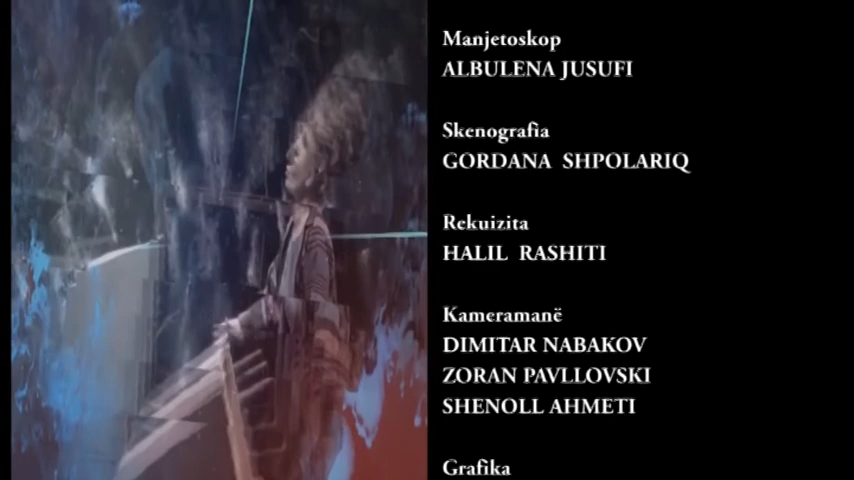 Manjetoskop
ALBULENA JUSUFI
Skenografia
GORDANA SHPOLARIQ
Rekuizita
HALIL RASHITI
Kameramanë
DIMITAR NABAKOV
ZORAN PAVLLOVSKI
SHENOLL AHMETI
Grafika